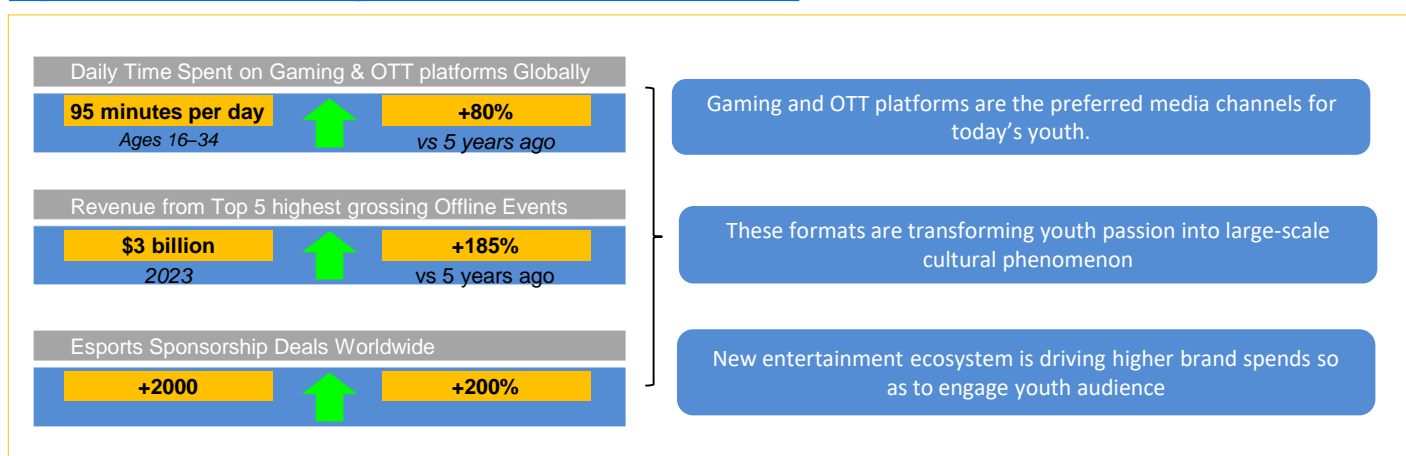 Daily Time Spent on Gaming & OTT platforms Globally
95 minutes per day
+80%
Ages 16–34
vs 5 years ago
Gaming and OTT platforms are the preferred media channels for
today's youth.
Revenue from Top 5 highest grossing Offline Events
$3 billion
+185%
2023
vs 5 years ago
These formats are transforming youth passion into large-scale
cultural phenomenon
Esports Sponsorship Deals Worldwide
+2000
+200%
New entertainment ecosystem is driving higher brand spends so
as to engage youth audience